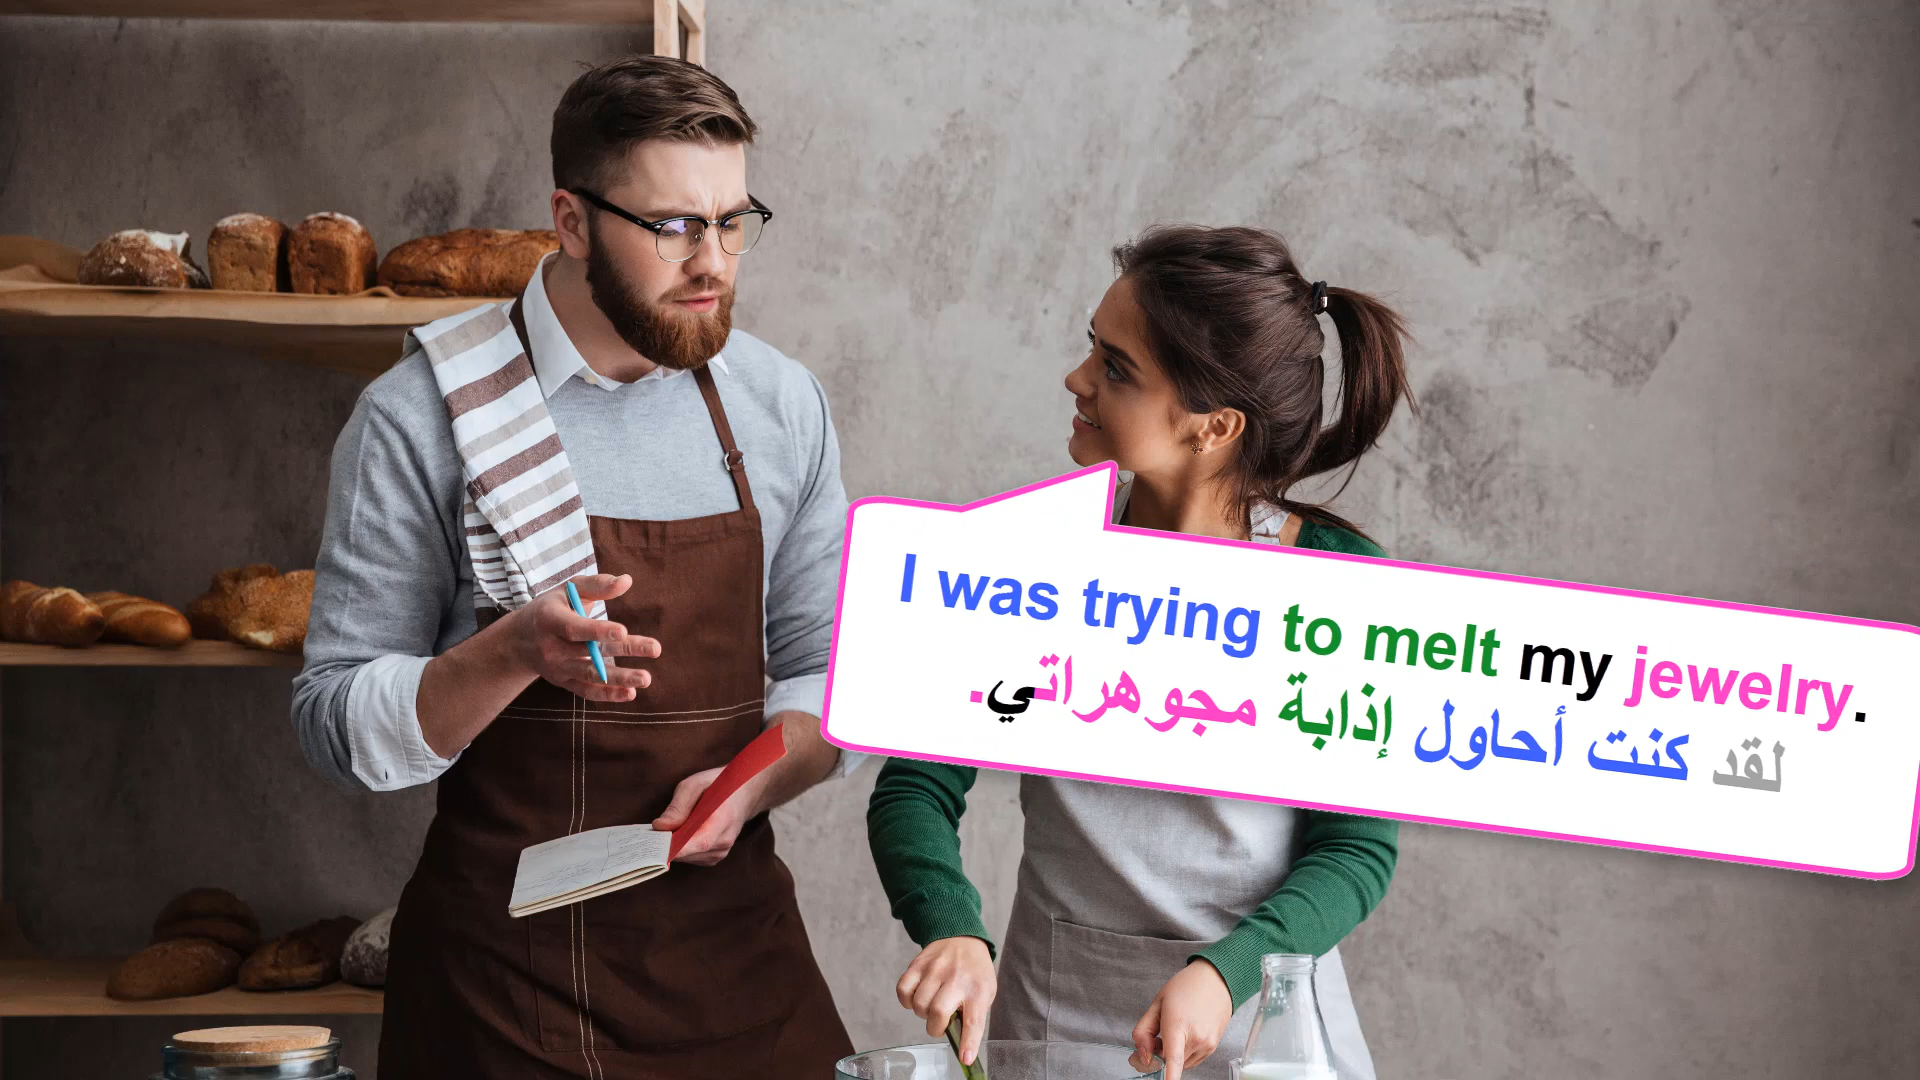 I was trying to melt my jewelry.
لقد كنت أحاول إذابة مجوهراتي.